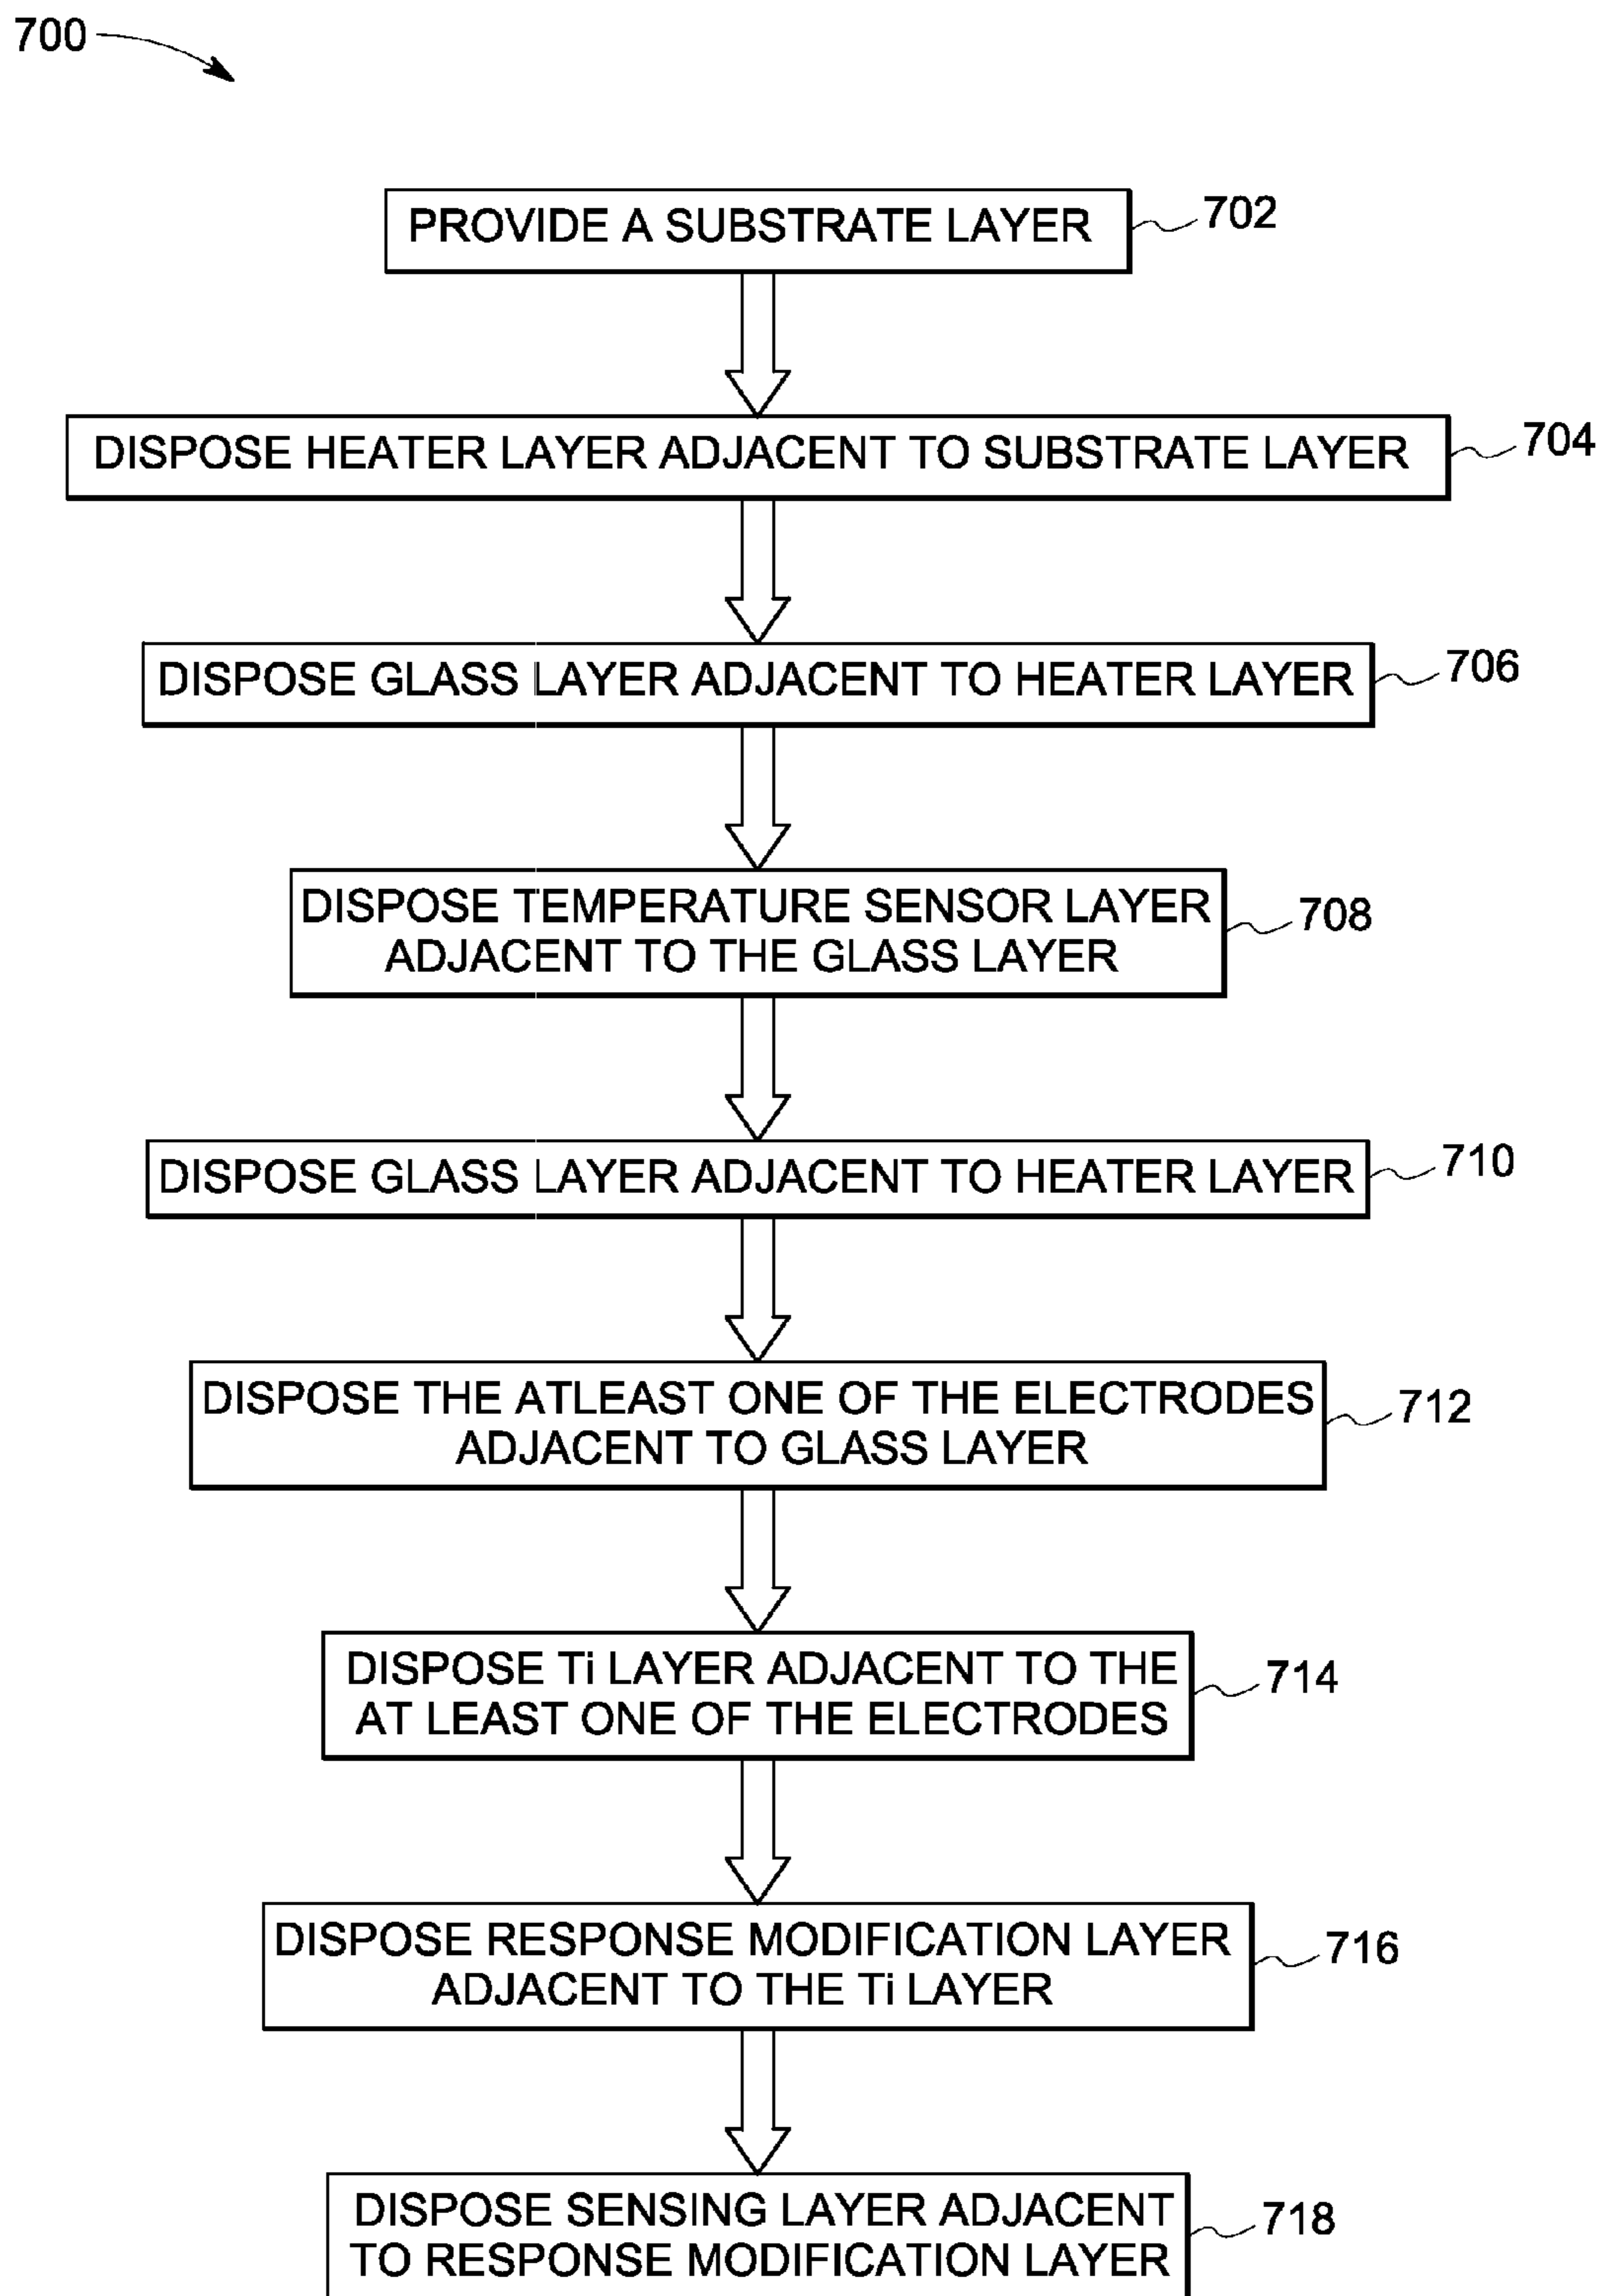 700
PROVIDE A SUBSTRATE LAYER
702
DISPOSE HEATER LAYER ADJACENT TO SUBSTRATE LAYER
704
DISPOSE GLASS LAYER ADJACENT TO HEATER LAYER
706
DISPOSE TEMPERATURE SENSOR LAYER
ADJACENT TO THE GLASS LAYER
708
DISPOSE GLASS LAYER ADJACENT TO HEATER LAYER
710
DISPOSE THE ATLEAST ONE OF THE ELECTRODES
ADJACENT TO GLASS LAYER
712
DISPOSE Ti LAYER ADJACENT TO THE
AT LEAST ONE OF THE ELECTRODES
714
DISPOSE RESPONSE MODIFICATION LAYER
ADJACENT TO THE Ti LAYER
716
DISPOSE SENSING LAYER ADJACENT
TO RESPONSE MODIFICATION LAYER
718